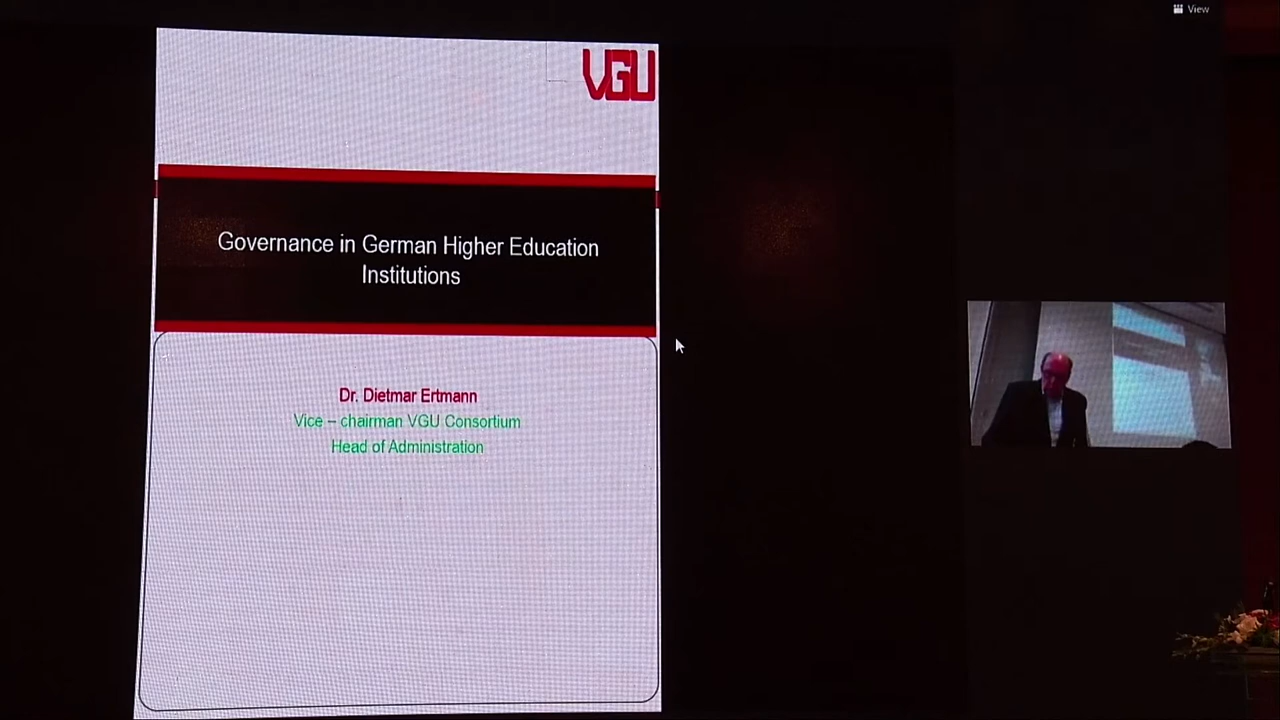 View
VGU
Governance in German Higher Education
Institutions
Dr. Dietmar Ertmann
Vice – chairman VGU Consortium
Head of Administration